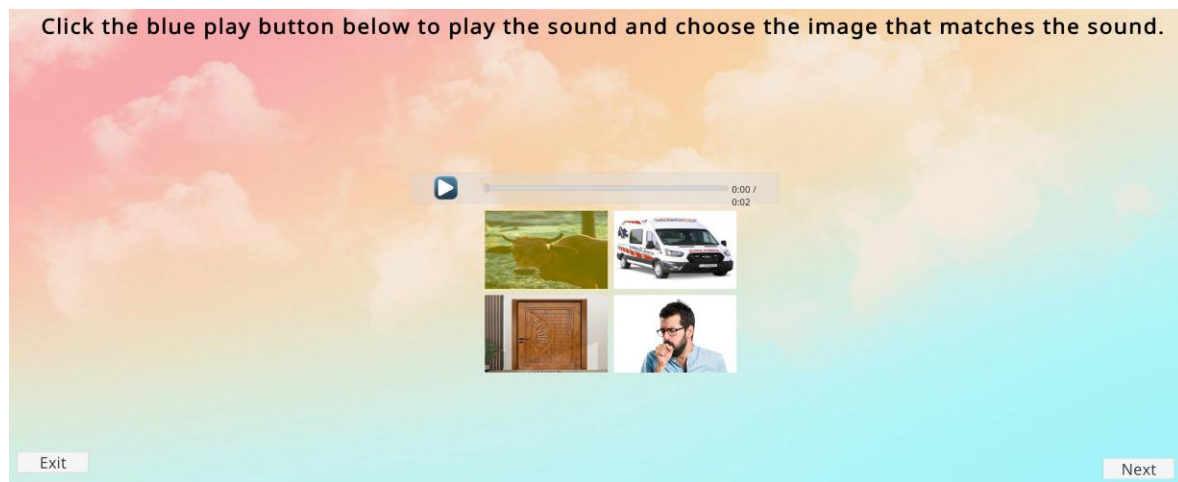 Click the blue play button below to play the sound and choose the image that matches the sound.
0:00 /
0:02
Exit
Next